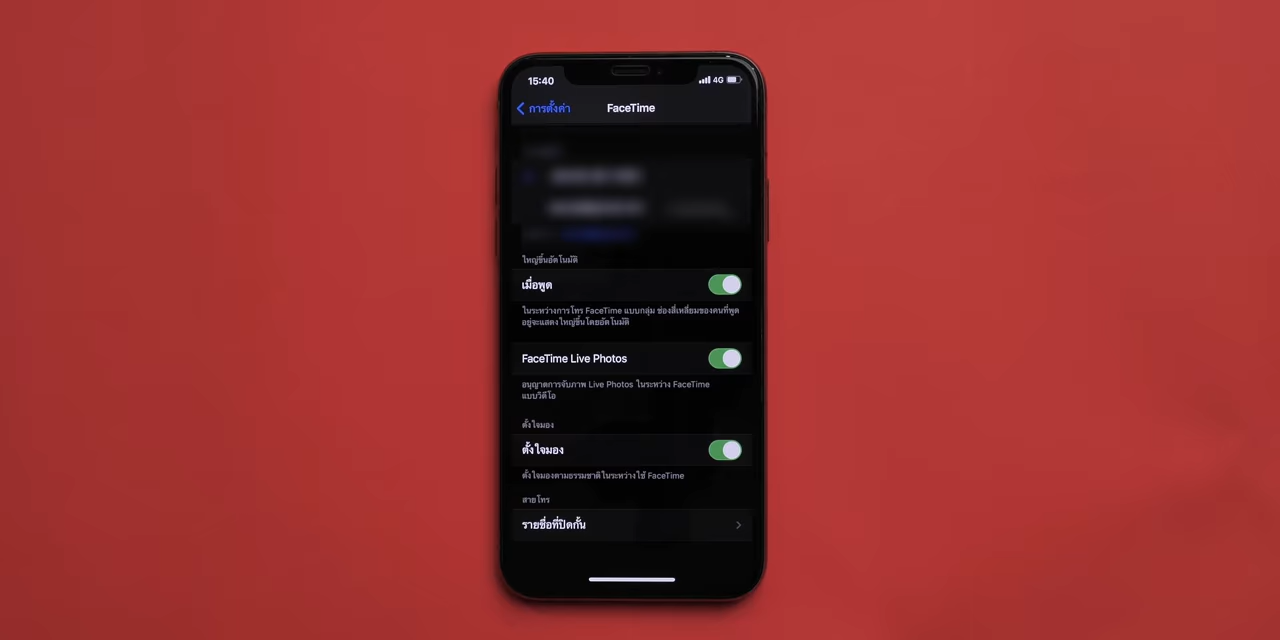 15:40
4G
การตั้งค่า
FaceTime
ใหญ่ขึ้นอัตโนมัติ
เมื่อพูด
ในระหว่างการโทร FaceTime แบบกลุ่ม ช่องสี่เหลี่ยมของคนที่พูด
อยู่จะแสดงใหญ่ขึ้นโดยอัตโนมัติ
FaceTime Live Photos
อนุญาตการจับภาพ Live Photos ในระหว่าง FaceTime
แบบวิดีโอ
ตั้งใจมอง
ตั้งใจมอง
ตั้งใจมองตามธรรมชาติในระหว่างใช้ FaceTime
สายโทร
รายชื่อที่ปิดกั้น